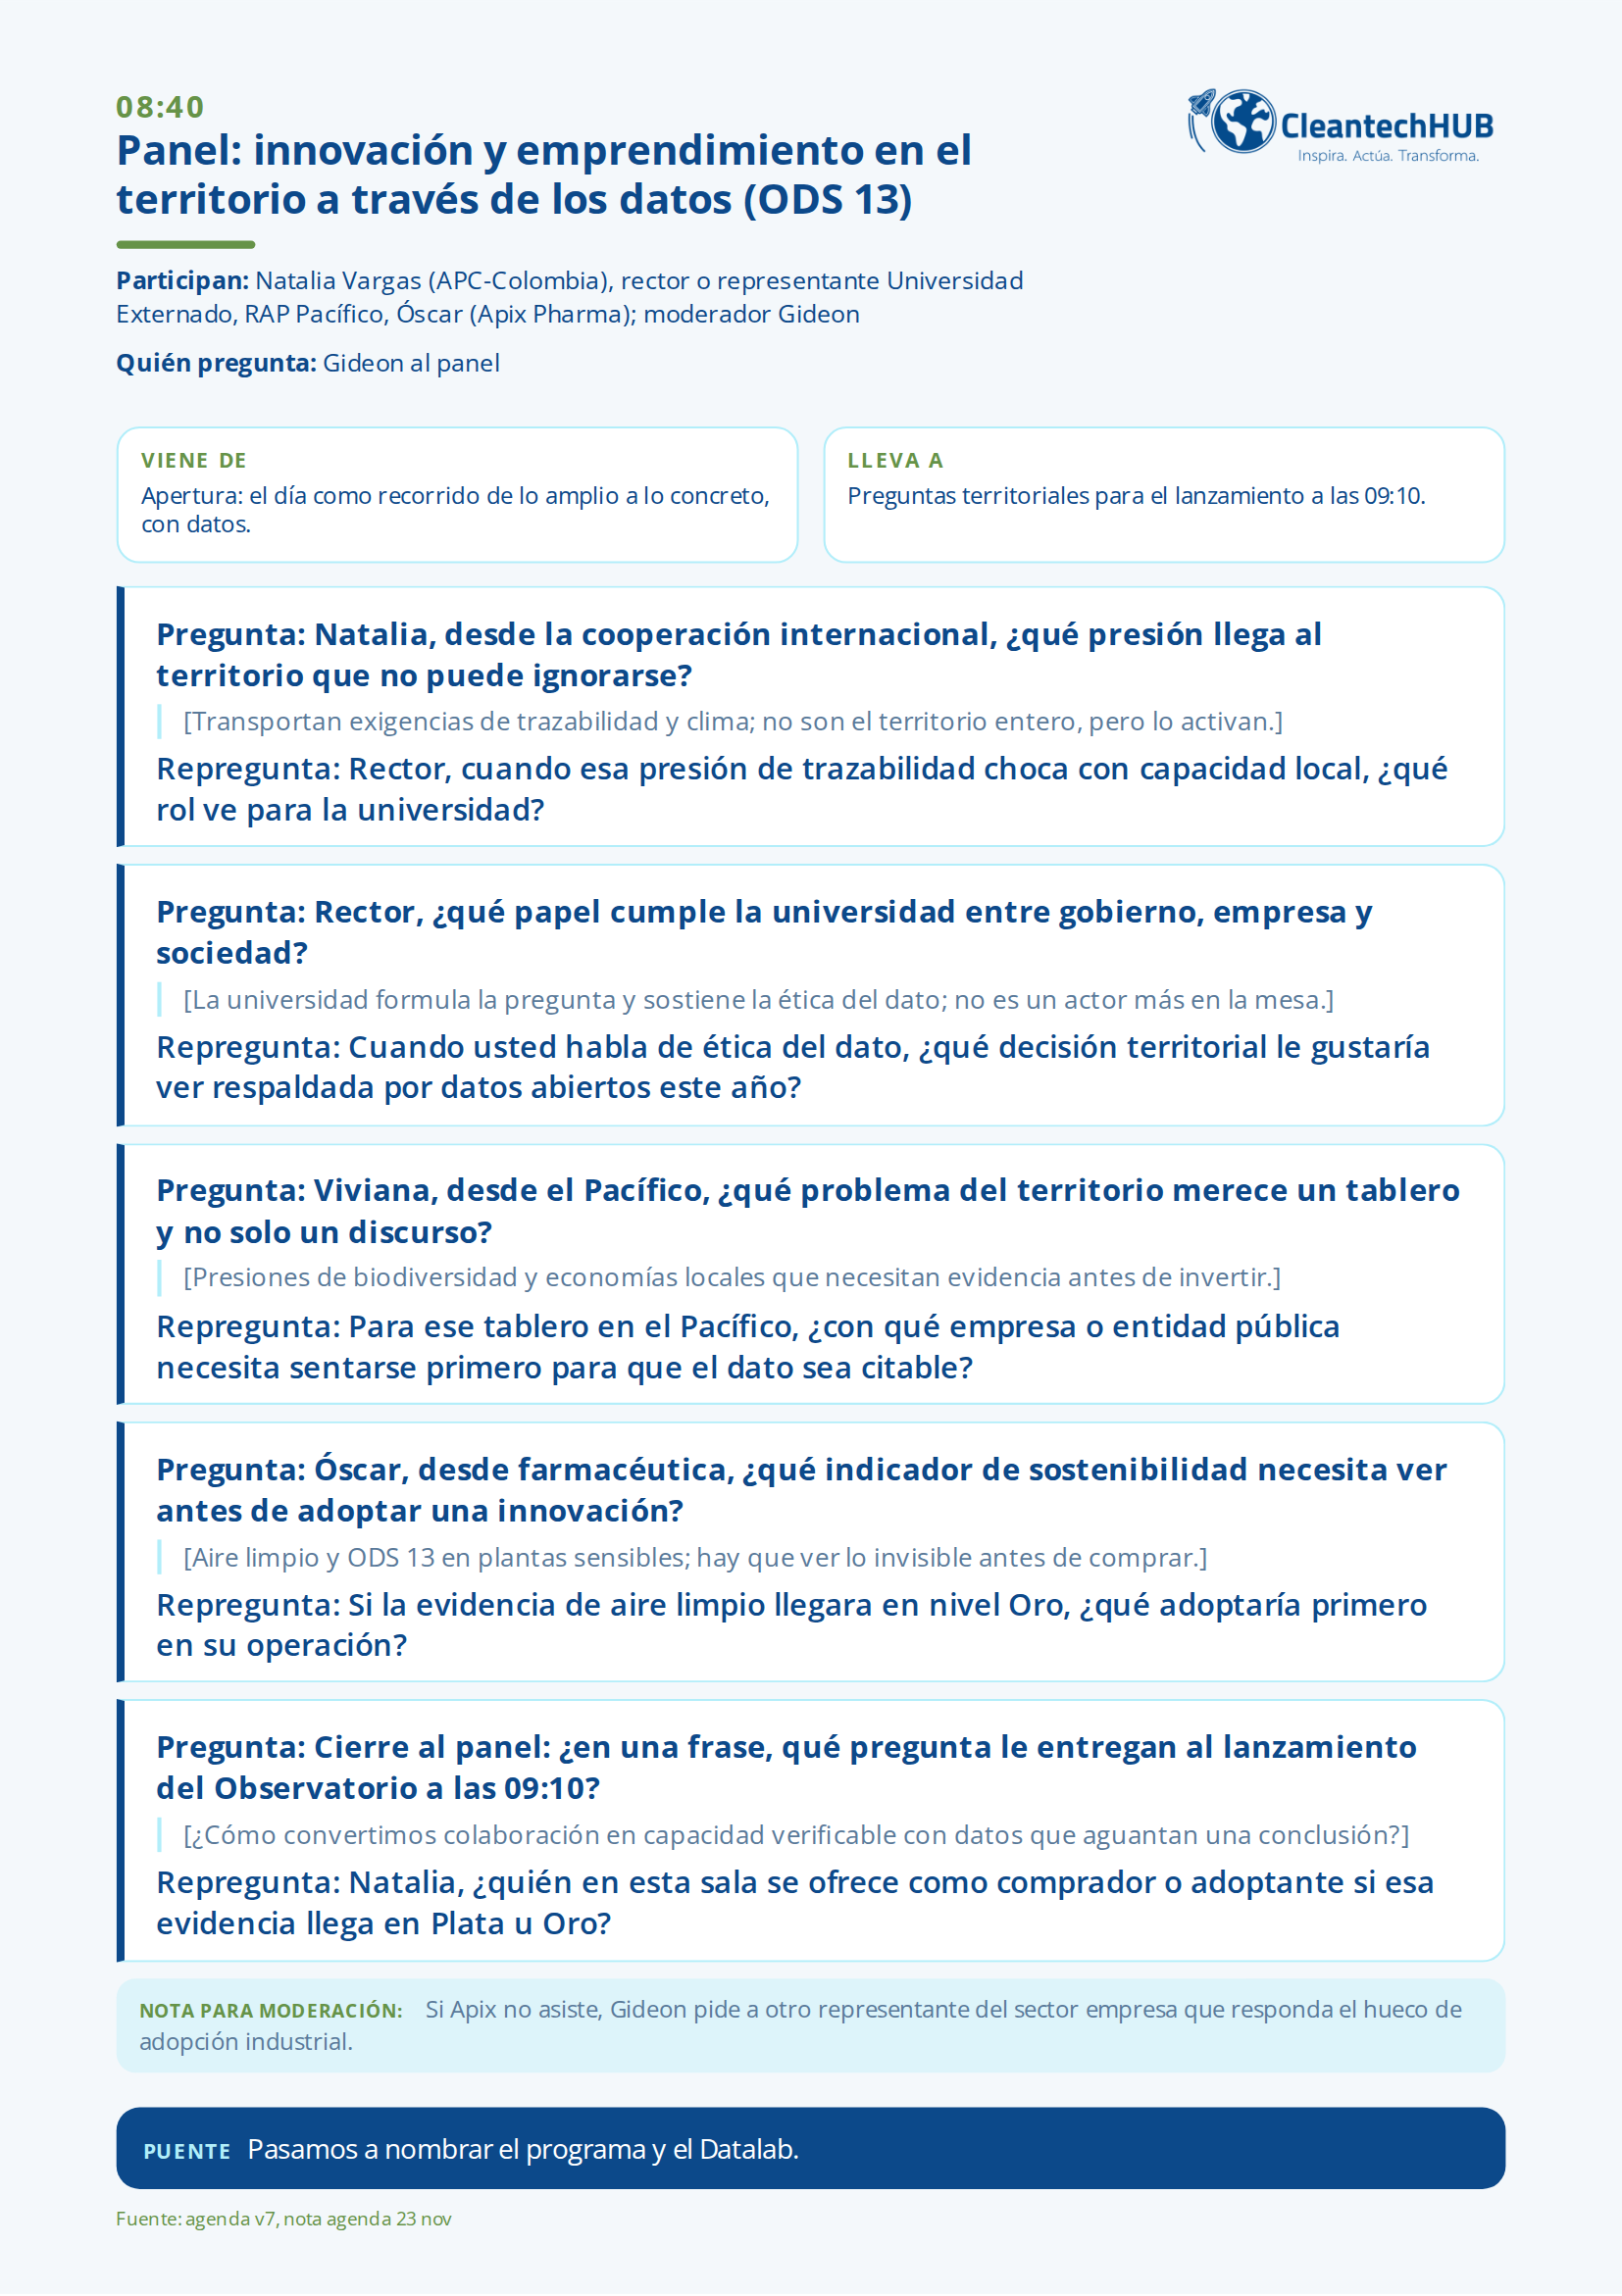 08:40
Panel: innovación y emprendimiento en el
territorio a través de los datos (ODS 13)
CleantechHUB
Inspira. Actúa. Transforma.
Participan: Natalia Vargas (APC-Colombia), rector o representante Universidad
Externado, RAP Pacífico, Óscar (Apix Pharma); moderador Gideon
Quién pregunta: Gideon al panel
VIENE DE
Apertura: el día como recorrido de lo amplio a lo concreto,
con datos.
LLEVA A
Preguntas territoriales para el lanzamiento a las 09:10.
Pregunta: Natalia, desde la cooperación internacional, ¿qué presión llega al
territorio que no puede ignorarse?
[Transportan exigencias de trazabilidad y clima; no son el territorio entero, pero lo activan.]
Repregunta: Rector, cuando esa presión de trazabilidad choca con capacidad local, ¿qué
rol ve para la universidad?
Pregunta: Rector, ¿qué papel cumple la universidad entre gobierno, empresa y
sociedad?
[La universidad formula la pregunta y sostiene la ética del dato; no es un actor más en la mesa.]
Repregunta: Cuando usted habla de ética del dato, ¿qué decisión territorial le gustaría
ver respaldada por datos abiertos este año?
Pregunta: Viviana, desde el Pacífico, ¿qué problema del territorio merece un tablero
y no solo un discurso?
[Presiones de biodiversidad y economías locales que necesitan evidencia antes de invertir.]
Repregunta: Para ese tablero en el Pacífico, ¿con qué empresa o entidad pública
necesita sentarse primero para que el dato sea citable?
Pregunta: Óscar, desde farmacéutica, ¿qué indicador de sostenibilidad necesita ver
antes de adoptar una innovación?
[Aire limpio y ODS 13 en plantas sensibles; hay que ver lo invisible antes de comprar.]
Repregunta: Si la evidencia de aire limpio llegara en nivel Oro, ¿qué adoptaría primero
en su operación?
Pregunta: Cierre al panel: ¿en una frase, qué pregunta le entregan al lanzamiento
del Observatorio a las 09:10?
[¿Cómo convertimos colaboración en capacidad verificable con datos que aguantan una conclusión?]
Repregunta: Natalia, ¿quién en esta sala se ofrece como comprador o adoptante si esa
evidencia llega en Plata u Oro?
NOTA PARA MODERACIÓN: Si Apix no asiste, Gideon pide a otro representante del sector empresa que responda el hueco de
adopción industrial.
PUENTE Pasamos a nombrar el programa y el Datalab.
Fuente: agenda v7, nota agenda 23 nov